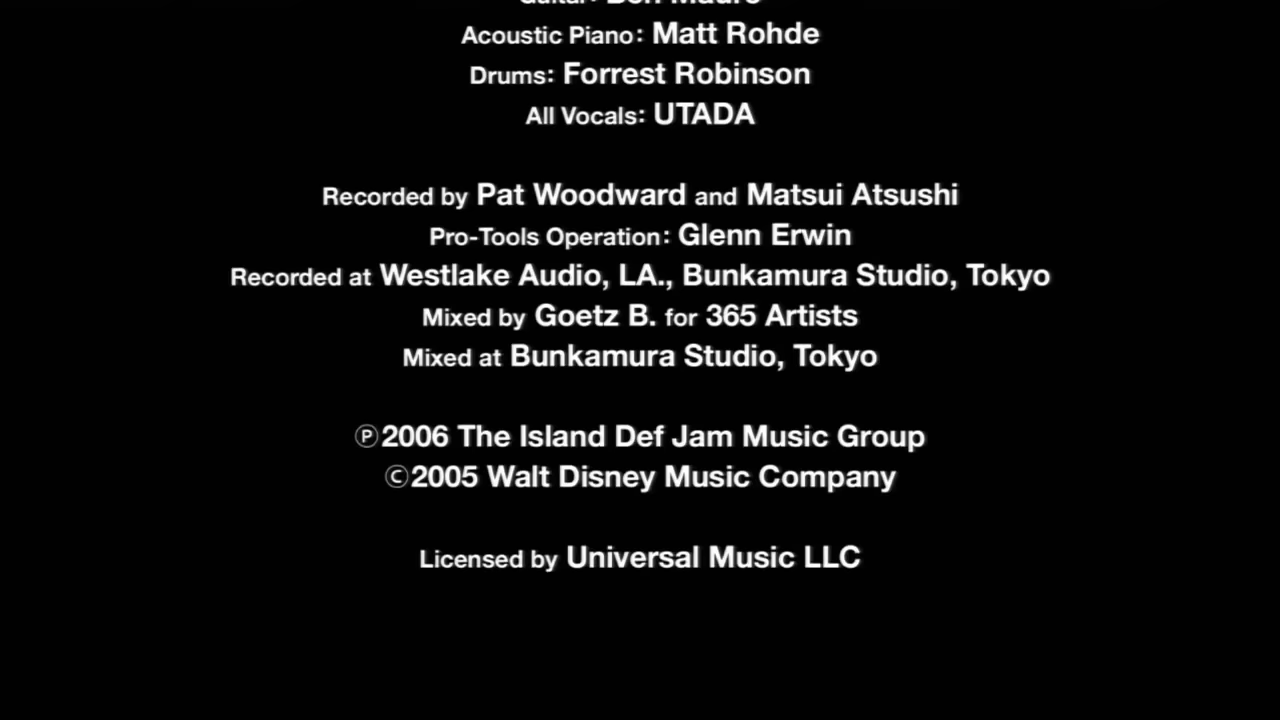 Guitar: Ben Mauro
Acoustic Piano: Matt Rohde
Drums: Forrest Robinson
All Vocals: UTADA
Recorded by Pat Woodward and Matsui Atsushi
Pro-Tools Operation: Glenn Erwin
Recorded at Westlake Audio, LA., Bunkamura Studio, Tokyo
Mixed by Goetz B. for 365 Artists
Mixed at Bunkamura Studio, Tokyo
℗2006 The Island Def Jam Music Group
©2005 Walt Disney Music Company
Licensed by Universal Music LLC